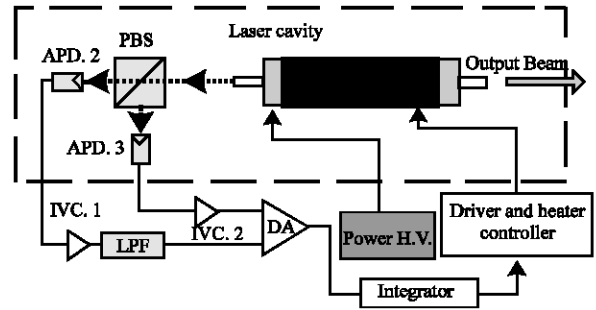 PBS
Laser cavity
APD. 2
Output Beam
APD. 3
IVC. 1
IVC. 2
LPF
DA
Power H.V.
Driver and heater
controller
Integrator